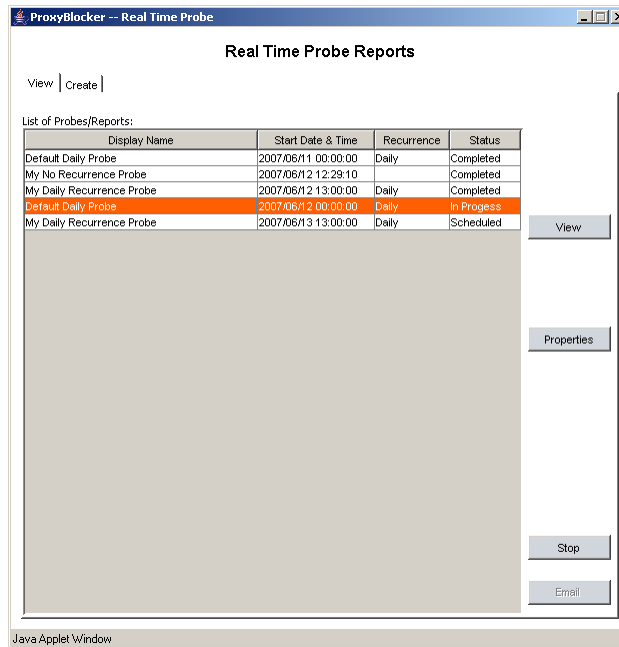 ProxyBlocker -- Real Time Probe
Real Time Probe Reports
View Create
List of Probes/Reports:
Display Name Start Date & Time Recurrence Status
Default Daily Probe 2007/06/11 00:00:00 Daily Completed
My No Recurrence Probe 2007/06/12 12:29:10 Completed
My Daily Recurrence Probe 2007/06/12 13:00:00 Daily Completed
Default Daily Probe 2007/06/12 00:00:00 Daily In Progess
My Daily Recurrence Probe 2007/06/13 13:00:00 Daily Scheduled
View
Properties
Stop
Email
Java Applet Window